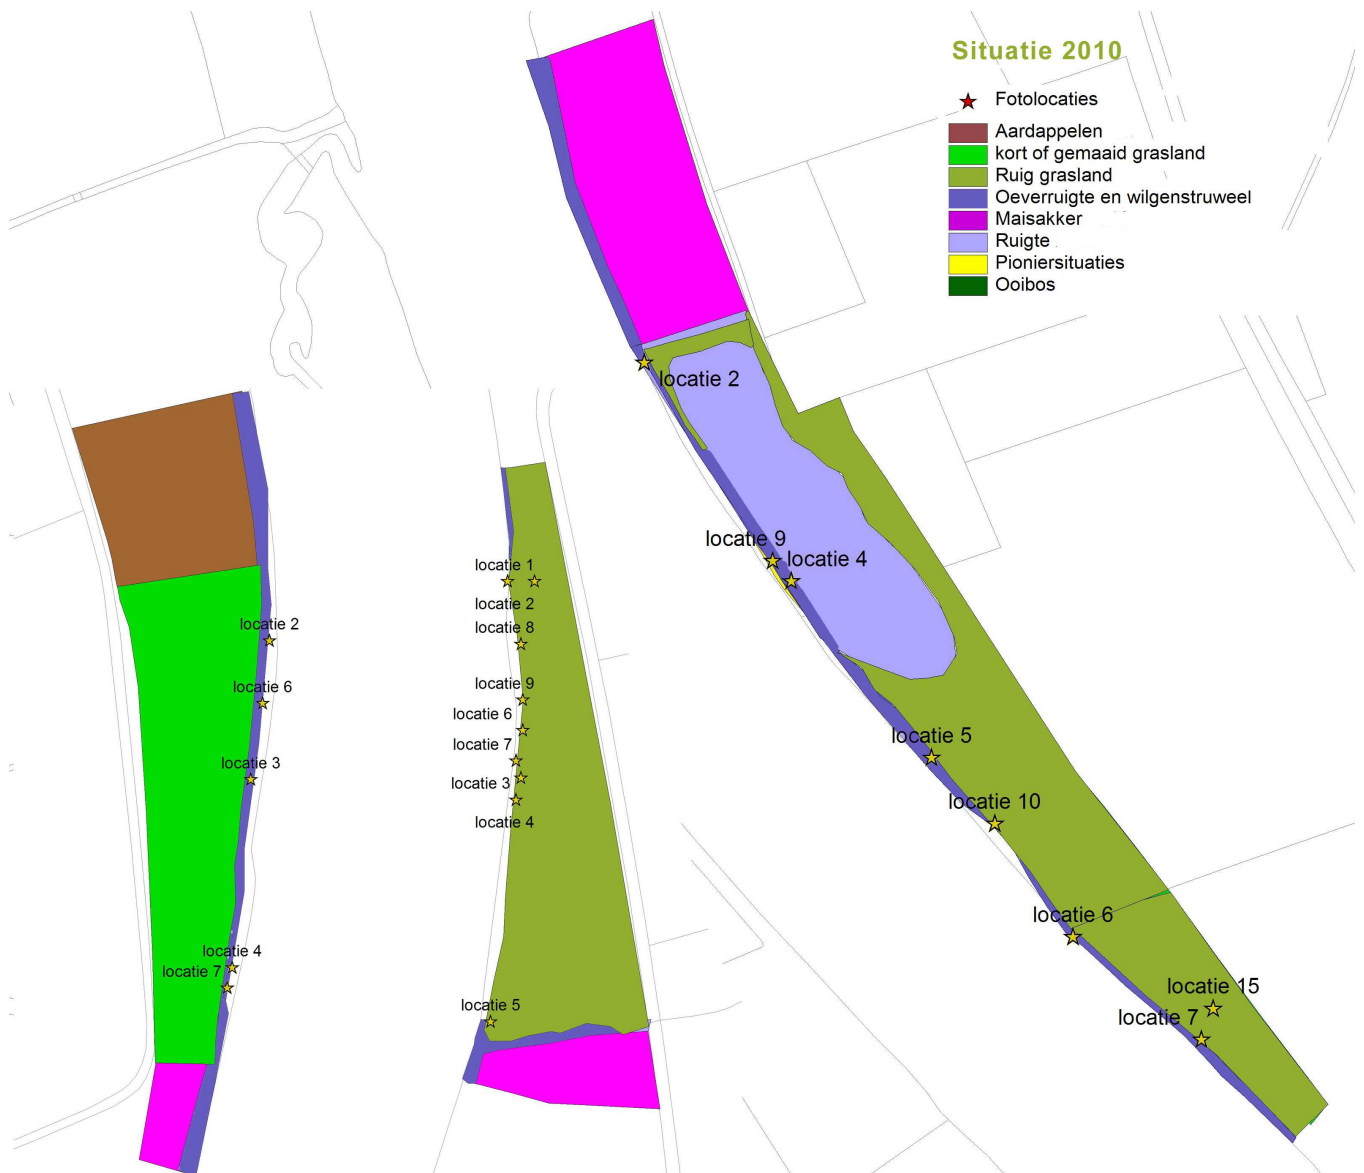 Situatie 2010
Fotolocaties
Aardappelen
kort of gemaaid grasland
Ruig grasland
Oeverruigte en wilgenstruweel
Maisakker
Ruigte
Pioniersituaties
Ooibos
locatie 2
locatie 9
locatie 4
locatie 5
locatie 10
locatie 6
locatie 15
locatie 7
locatie 1
locatie 2
locatie 8
locatie 9
locatie 6
locatie 7
locatie 3
locatie 4
locatie 5
locatie 2
locatie 6
locatie 3
locatie 4
locatie 7